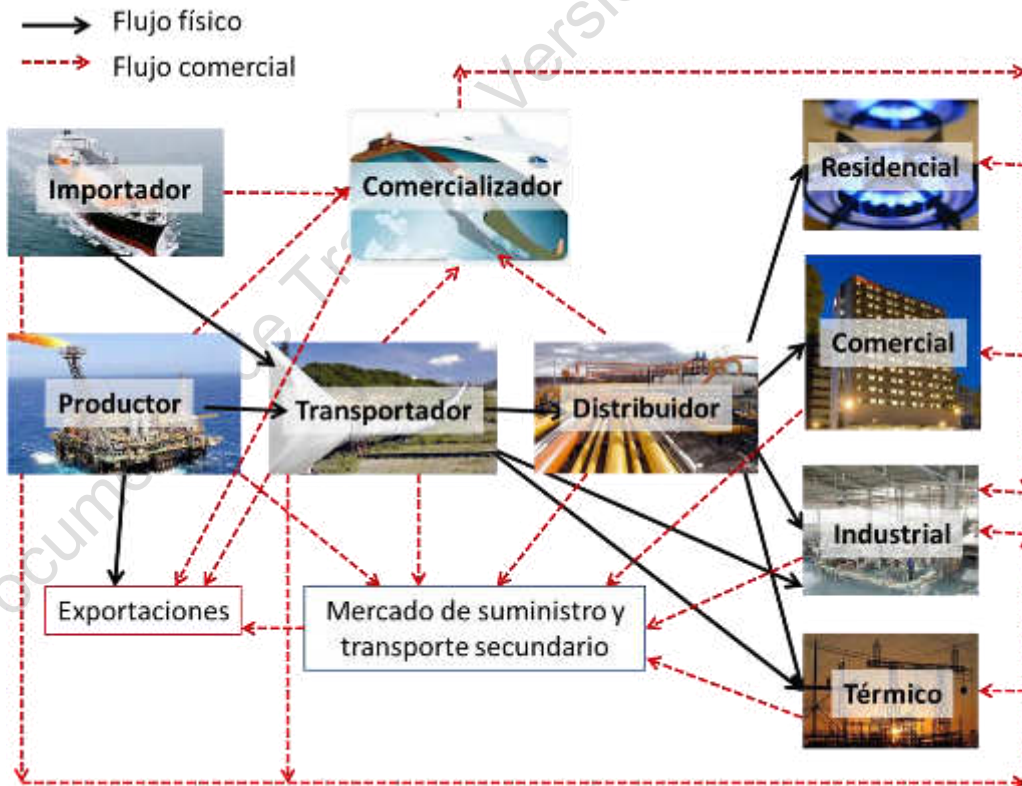 Flujo físico
Flujo comercial
Importador
Comercializador
Residencial
Comercial
Productor
Transportador
Distribuidor
Industrial
Exportaciones
Mercado de suministro y
transporte secundario
Térmico